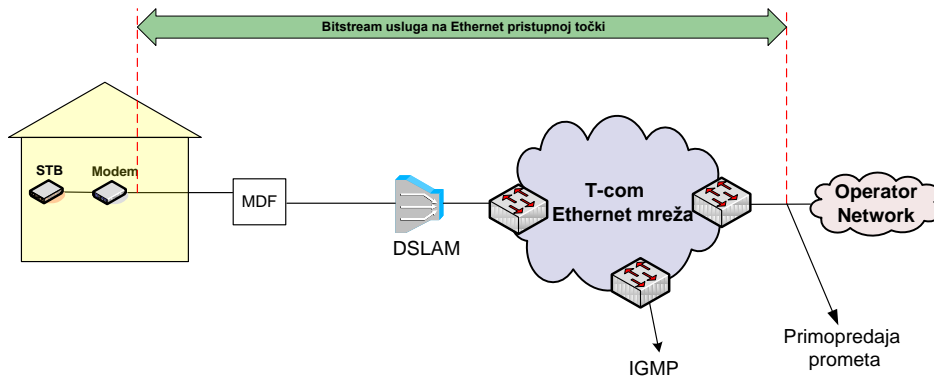 Bitstream usluga na Ethernet pristupnoj točki
STB
Modem
MDF
DSLAM
T-com
Ethernet mreža
Operator
Network
IGMP
Primopredaja
prometa